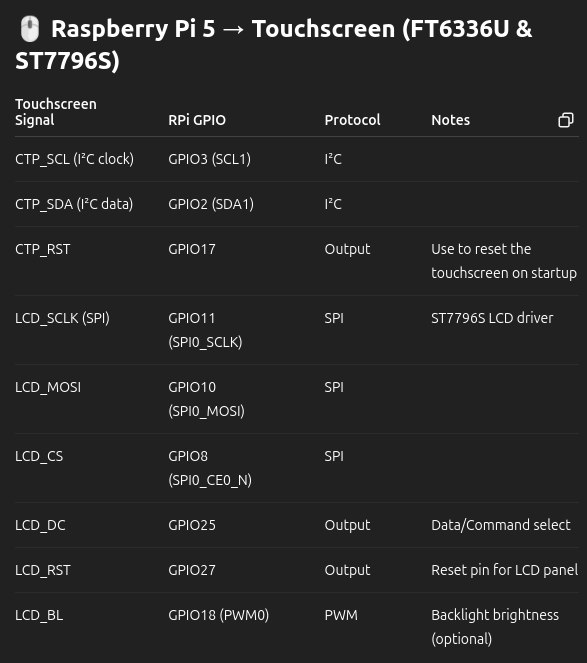 🖱️ Raspberry Pi 5 → Touchscreen (FT6336U &
ST7796S)
Touchscreen
Signal RPi GPIO Protocol Notes
CTP_SCL (I²C clock) GPIO3 (SCL1) I²C
CTP_SDA (I²C data) GPIO2 (SDA1) I²C
CTP_RST GPIO17 Output Use to reset the
touchscreen on startup
LCD_SCLK (SPI) GPIO11 SPI ST7796S LCD driver
(SPI0_SCLK)
LCD_MOSI GPIO10 SPI
(SPI0_MOSI)
LCD_CS GPIO8 SPI
(SPI0_CE0_N)
LCD_DC GPIO25 Output Data/Command select
LCD_RST GPIO27 Output Reset pin for LCD panel
LCD_BL GPIO18 (PWM0) PWM Backlight brightness
(optional)